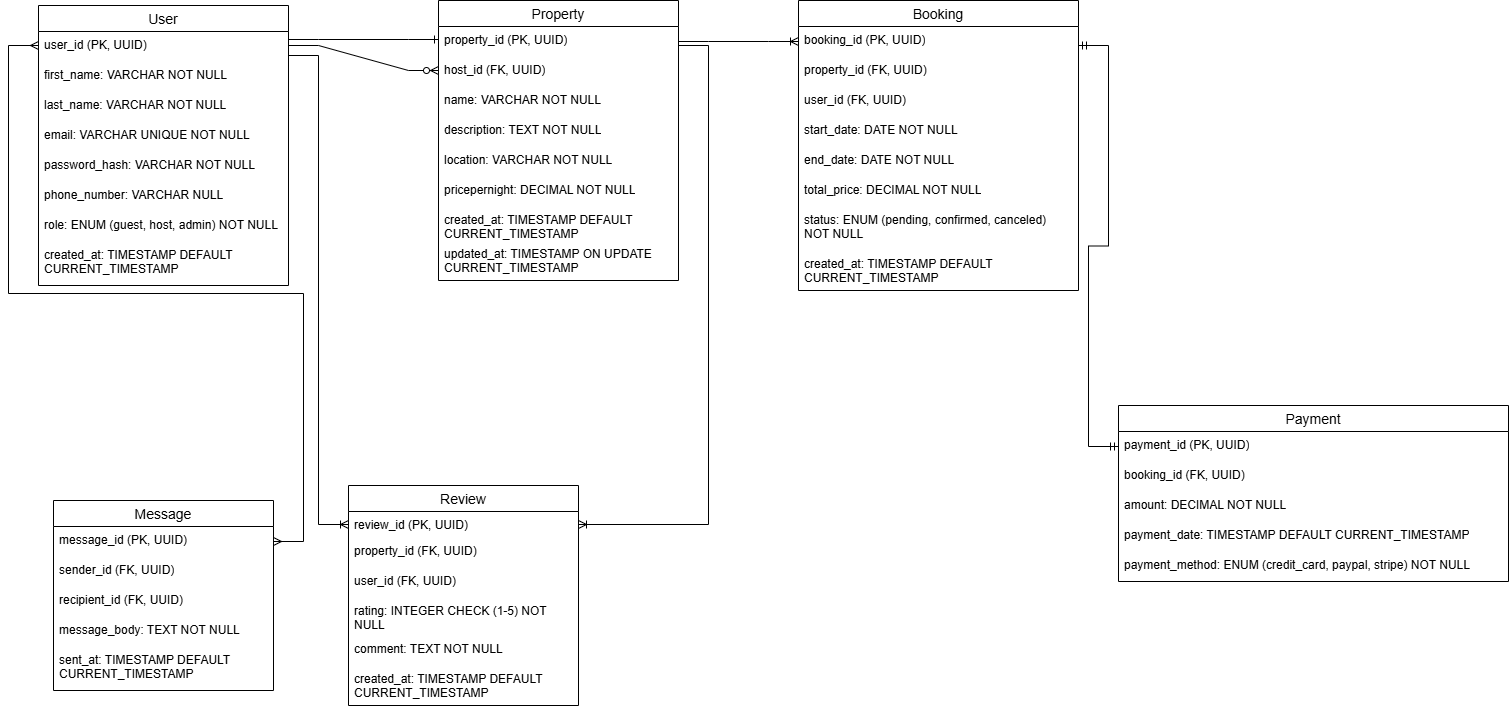 User
user_id (PK, UUID)
first_name: VARCHAR NOT NULL
last_name: VARCHAR NOT NULL
email: VARCHAR UNIQUE NOT NULL
password_hash: VARCHAR NOT NULL
phone_number: VARCHAR NULL
role: ENUM (guest, host, admin) NOT NULL
created_at: TIMESTAMP DEFAULT
CURRENT_TIMESTAMP
Property
property_id (PK, UUID)
host_id (FK, UUID)
name: VARCHAR NOT NULL
description: TEXT NOT NULL
location: VARCHAR NOT NULL
pricepernight: DECIMAL NOT NULL
created_at: TIMESTAMP DEFAULT
CURRENT_TIMESTAMP
updated_at: TIMESTAMP ON UPDATE
CURRENT_TIMESTAMP
Booking
booking_id (PK, UUID)
property_id (FK, UUID)
user_id (FK, UUID)
start_date: DATE NOT NULL
end_date: DATE NOT NULL
total_price: DECIMAL NOT NULL
status: ENUM (pending, confirmed, canceled)
NOT NULL
created_at: TIMESTAMP DEFAULT
CURRENT_TIMESTAMP
Payment
payment_id (PK, UUID)
booking_id (FK, UUID)
amount: DECIMAL NOT NULL
payment_date: TIMESTAMP DEFAULT CURRENT_TIMESTAMP
payment_method: ENUM (credit_card, paypal, stripe) NOT NULL
Message
message_id (PK, UUID)
sender_id (FK, UUID)
recipient_id (FK, UUID)
message_body: TEXT NOT NULL
sent_at: TIMESTAMP DEFAULT
CURRENT_TIMESTAMP
Review
review_id (PK, UUID)
property_id (FK, UUID)
user_id (FK, UUID)
rating: INTEGER CHECK (1-5) NOT
NULL
comment: TEXT NOT NULL
created_at: TIMESTAMP DEFAULT
CURRENT_TIMESTAMP